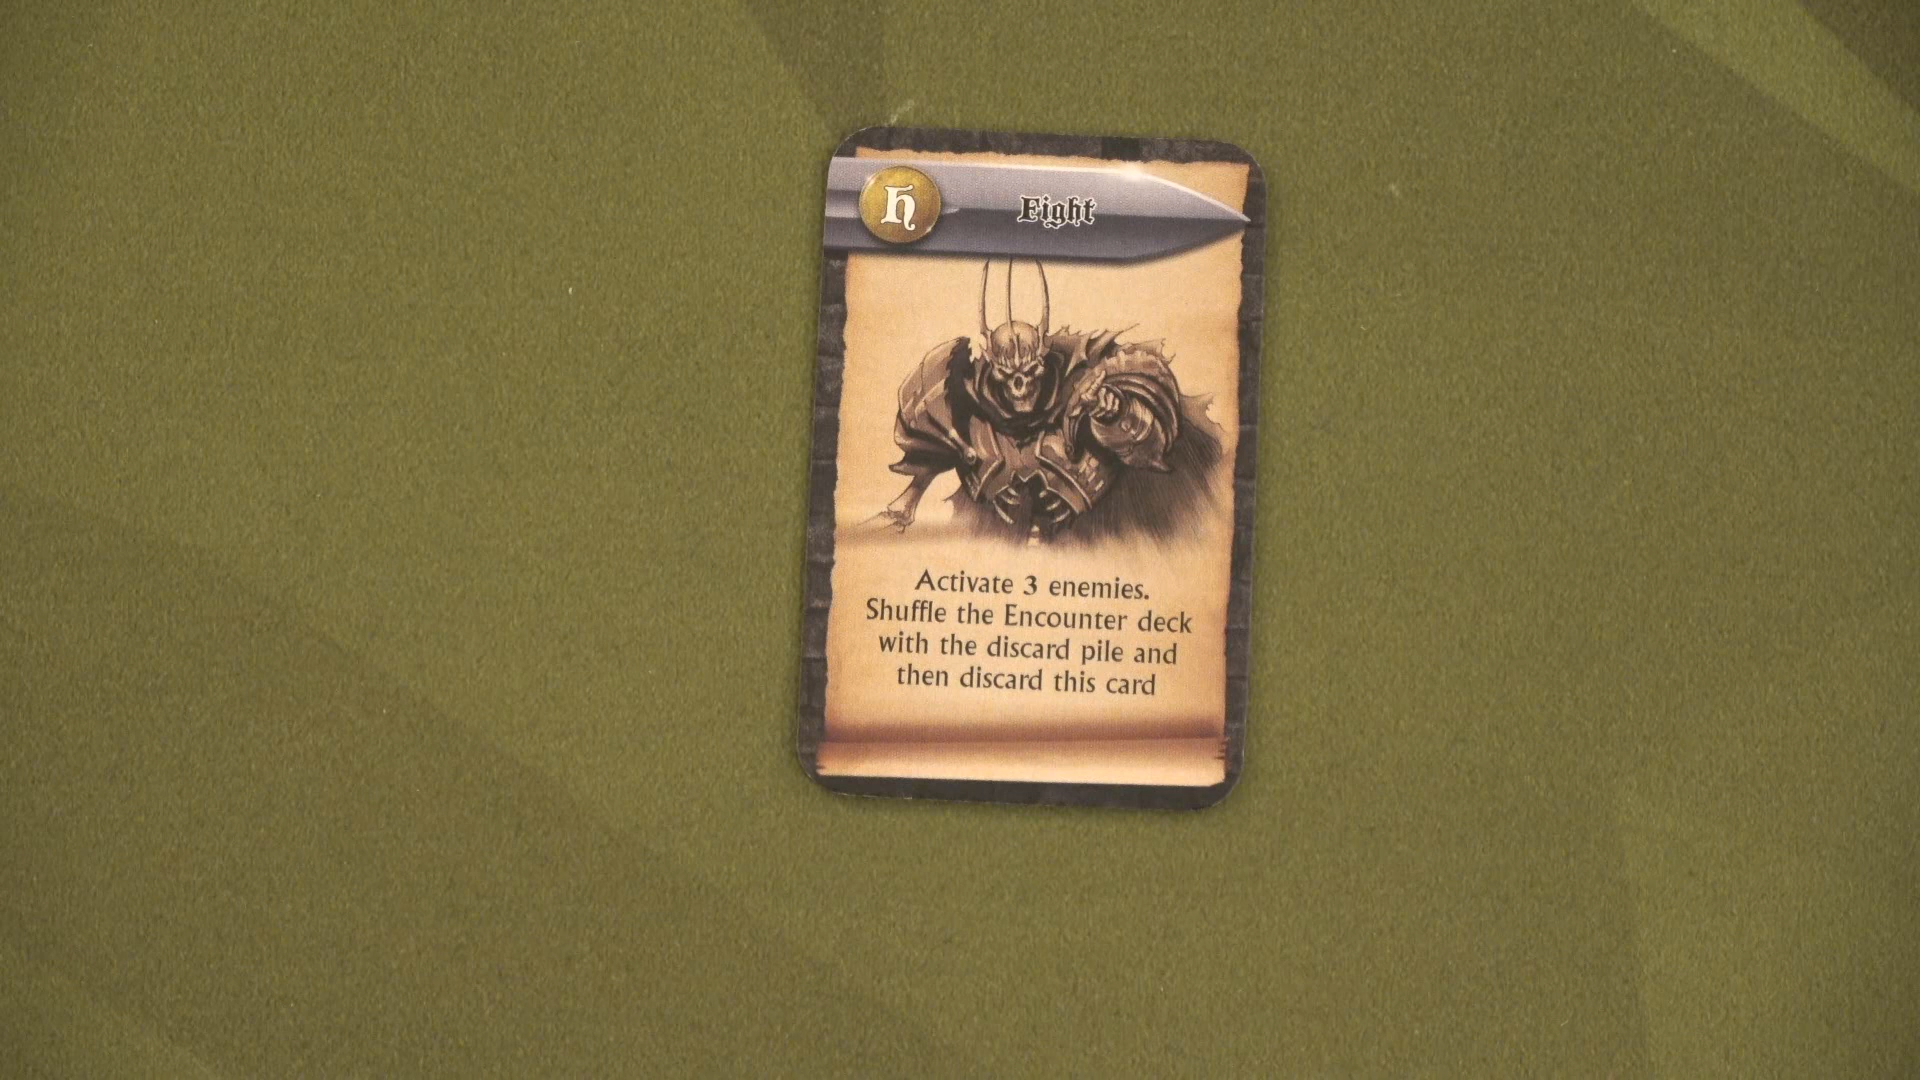 h
Fight
Activate 3 enemies.
Shuffle the Encounter deck
with the discard pile and
then discard this card